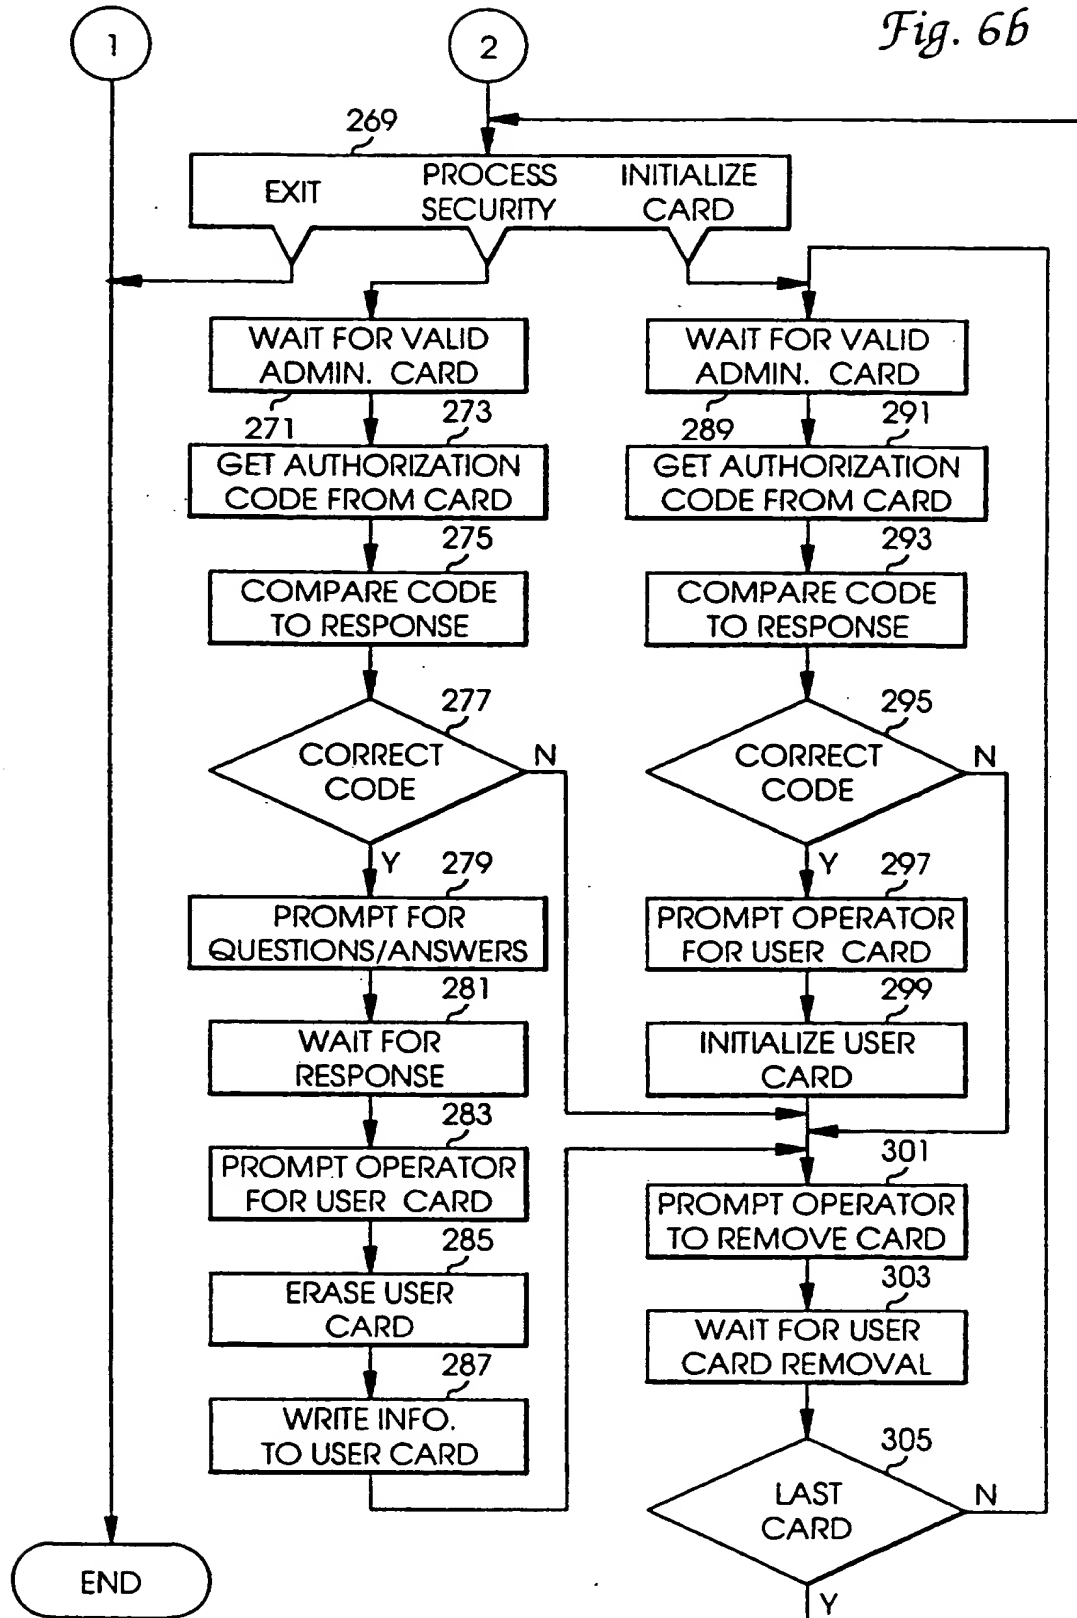 Fig. 6b
1
2
269
EXIT
PROCESS
SECURITY
INITIALIZE
CARD
WAIT FOR VALID
ADMIN. CARD
271
273
GET AUTHORIZATION
CODE FROM CARD
275
COMPARE CODE
TO RESPONSE
277
CORRECT
CODE
N
Y
279
PROMPT FOR
QUESTIONS/ANSWERS
281
WAIT FOR
RESPONSE
283
PROMPT OPERATOR
FOR USER CARD
285
ERASE USER
CARD
287
WRITE INFO.
TO USER CARD
WAIT FOR VALID
ADMIN. CARD
289
291
GET AUTHORIZATION
CODE FROM CARD
293
COMPARE CODE
TO RESPONSE
295
CORRECT
CODE
N
Y
297
PROMPT OPERATOR
FOR USER CARD
299
INITIALIZE USER
CARD
301
PROMPT OPERATOR
TO REMOVE CARD
303
WAIT FOR USER
CARD REMOVAL
305
LAST
CARD
N
Y
END